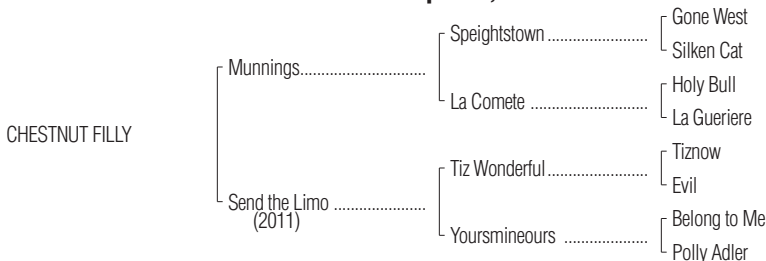 Gone West
Speightstown ........................
Silken Cat
Munnings..............................
Holy Bull
La Comete ............................
La Gueriere
CHESTNUT FILLY
Tiznow
Tiz Wonderful ........................
Evil
Send the Limo ......................
(2011)
Belong to Me
Yoursmineours ....................
Polly Adler